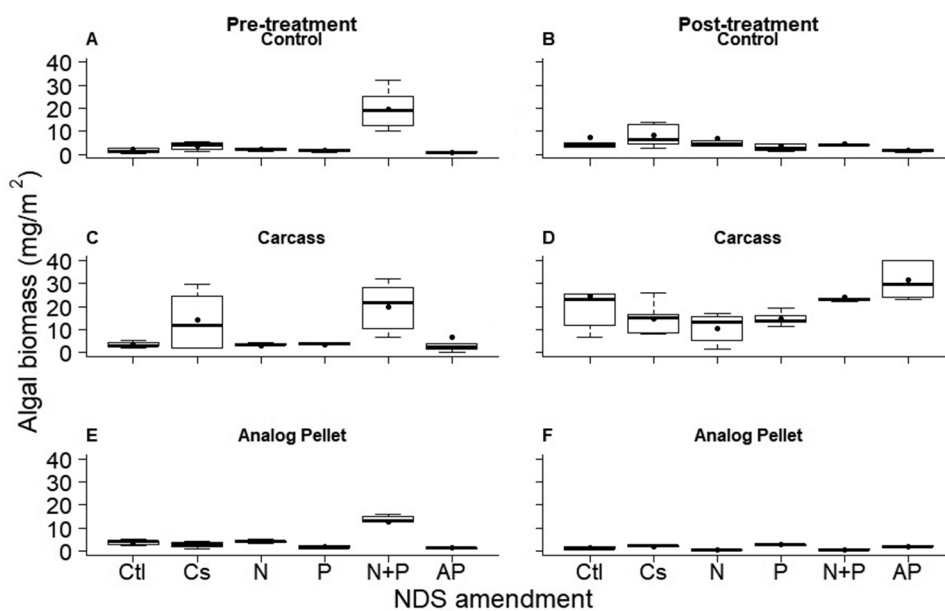 Pre-treatment
Post-treatment
A
Control
B
Control
40
30
20
10
0
C
Carcass
D
Carcass
40
30
20
10
0
E
Analog Pellet
F
Analog Pellet
40
30
20
10
0
Algal biomass (mg/m²)
Ctl Cs N P N+P AP
Ctl Cs N P N+P AP
NDS amendment